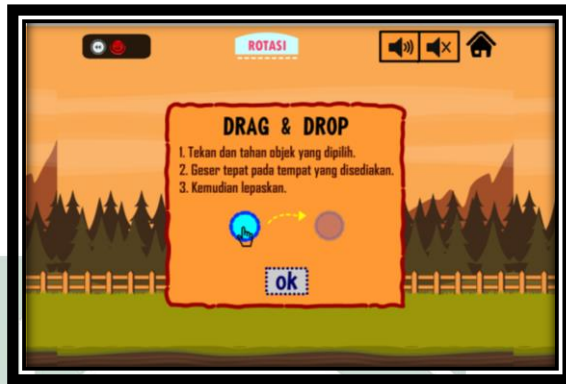 ROTASI
DRAG & DROP
1. Tekan dan tahan objek yang dipilih.
2. Geser tepat pada tempat yang disediakan.
3. Kemudian lepaskan.
ok